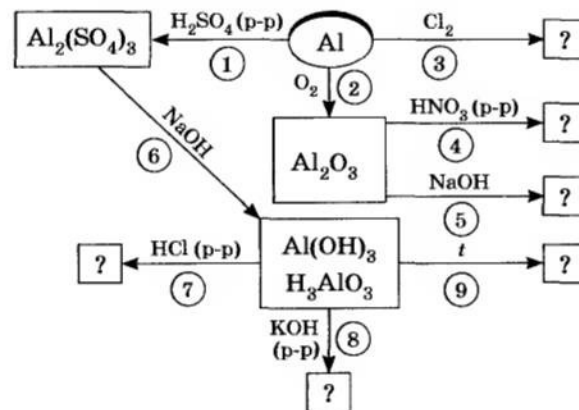 Al₂(SO₄)₃
H₂SO₄ (р-р)
1
Al
Cl₂
3
?
O₂
2
Al₂O₃
HNO₃ (р-р)
4
?
NaOH
5
?
NaOH
6
Al(OH)₃
H₃AlO₃
HCl (р-р)
7
?
t
9
?
KOH
(р-р)
8
?